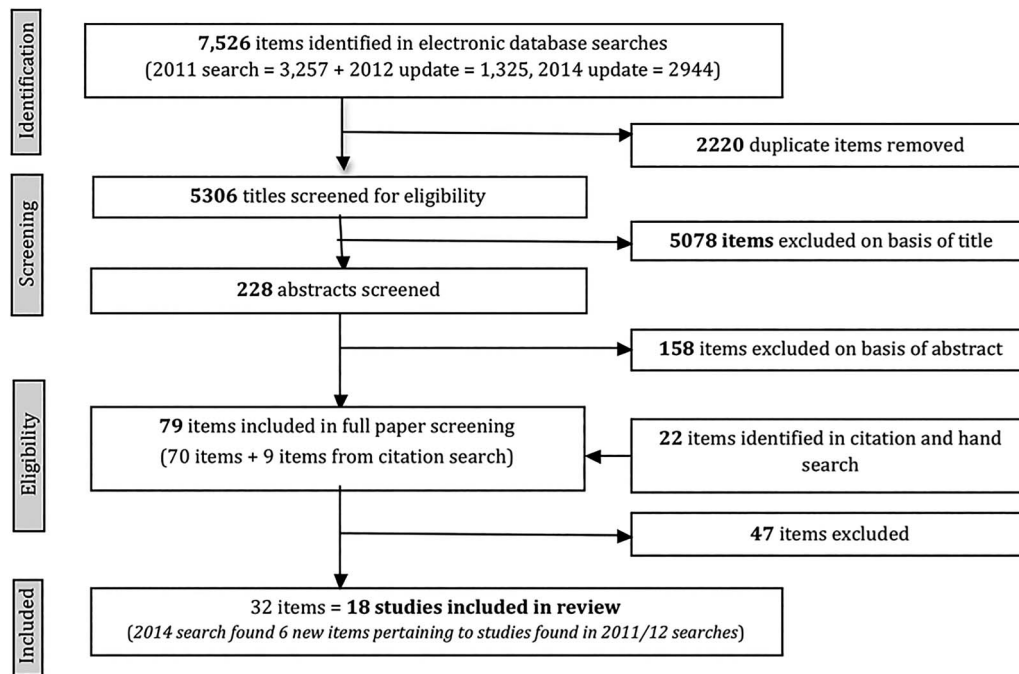 Identification
7,526 items identified in electronic database searches
(2011 search = 3,257 + 2012 update = 1,325, 2014 update = 2944)
2220 duplicate items removed
Screening
5306 titles screened for eligibility
5078 items excluded on basis of title
228 abstracts screened
158 items excluded on basis of abstract
Eligibility
79 items included in full paper screening
(70 items + 9 items from citation search)
22 items identified in citation and hand
search
47 items excluded
Included
32 items = 18 studies included in review
(2014 search found 6 new items pertaining to studies found in 2011/12 searches)